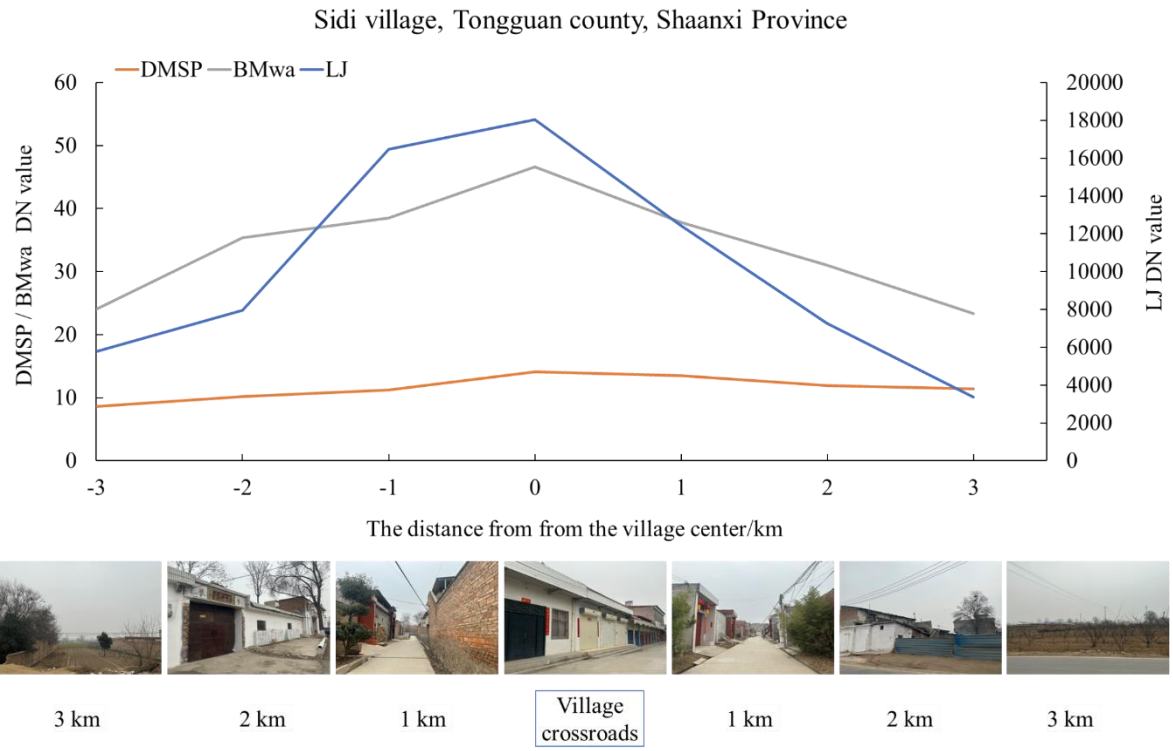 Sidi village, Tongguan county, Shaanxi Province
DMSP BMwa LJ
DMSP / BMwa DN value
60
50
40
30
20
10
0
20000
18000
16000
14000
12000
10000
8000
6000
4000
2000
0
LJ DN value
-3 -2 -1 0 1 2 3
The distance from from the village center/km
3 km 2 km 1 km Village crossroads 1 km 2 km 3 km